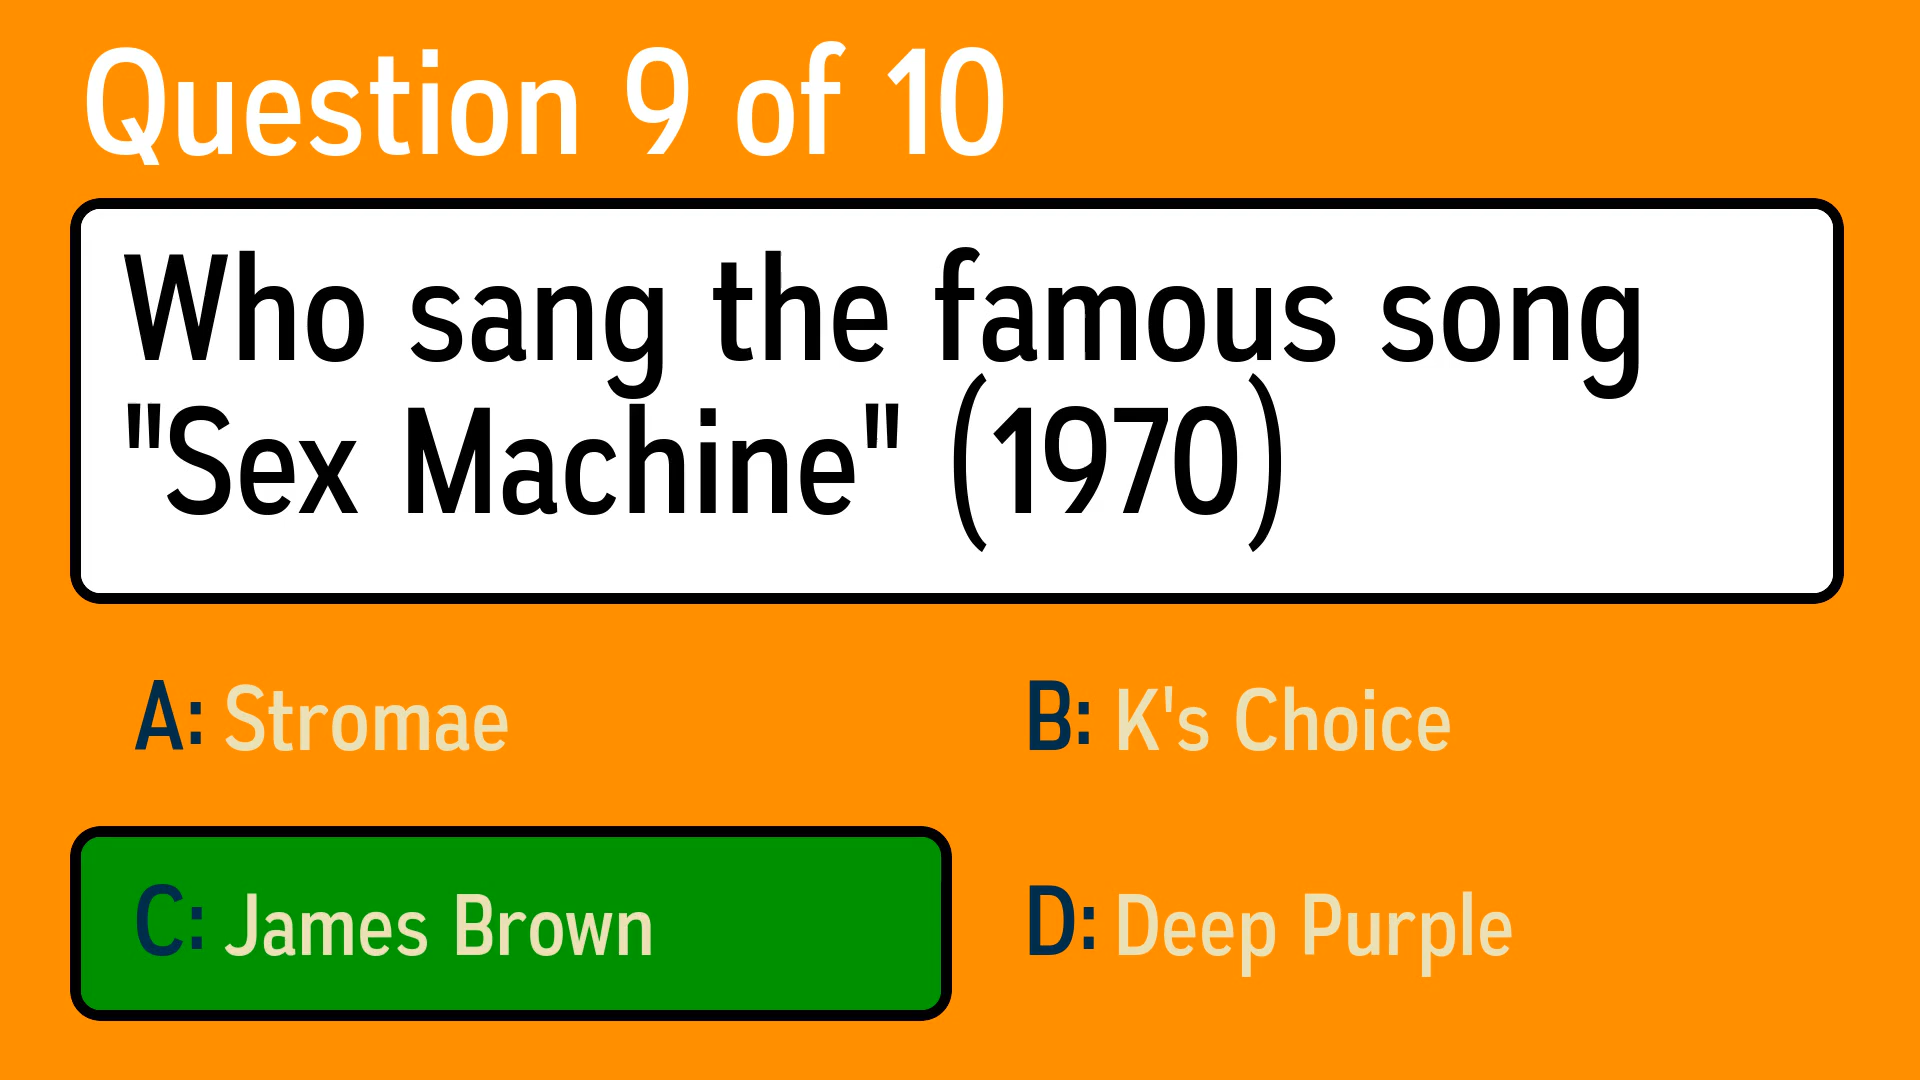 Question 9 of 10
Who sang the famous song
"Sex Machine" (1970)
A: Stromae
B: K's Choice
C: James Brown
D: Deep Purple